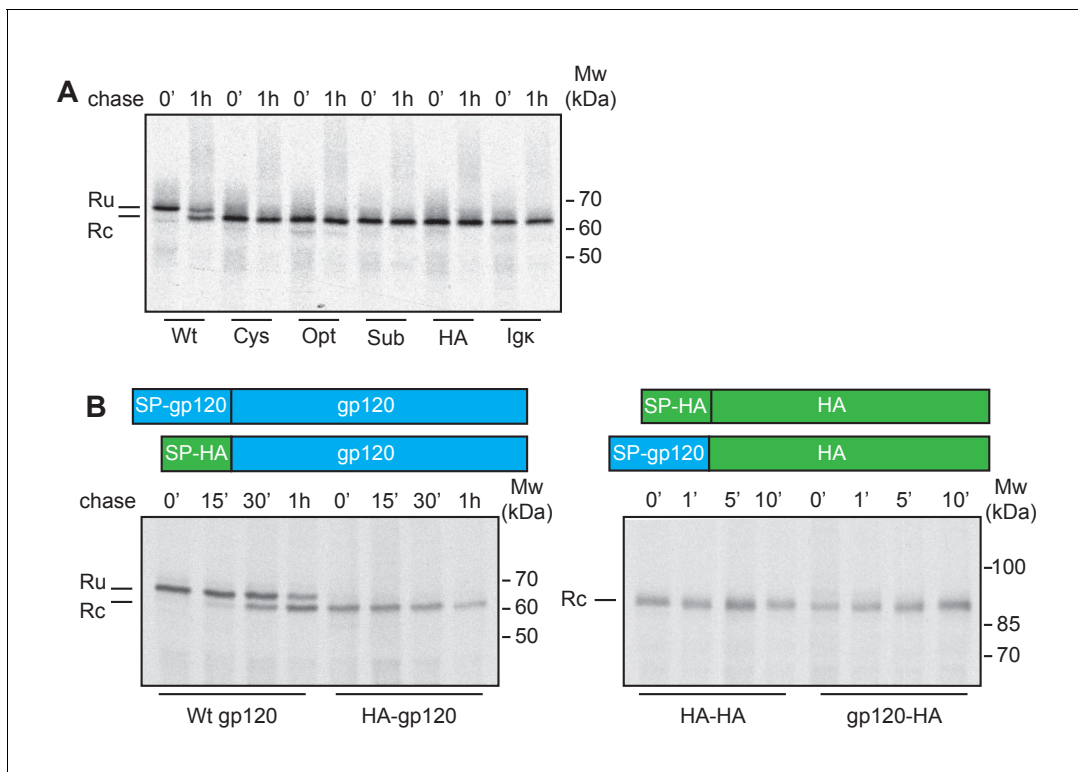 A
chase 0’ 1h 0’ 1h 0’ 1h 0’ 1h 0’ 1h 0’ 1h
Mw
(kDa)
Ru
Rc
70
60
50
Wt Cys Opt Sub HA Igκ
B
SP-gp120 gp120
SP-HA gp120
chase 0’ 15’ 30’ 1h 0’ 15’ 30’ 1h
Mw
(kDa)
Ru
Rc
70
60
50
Wt gp120 HA-gp120
SP-HA HA
SP-gp120 HA
0’ 1’ 5’ 10’ 0’ 1’ 5’ 10’
Mw
(kDa)
Rc
100
85
70
HA-HA gp120-HA